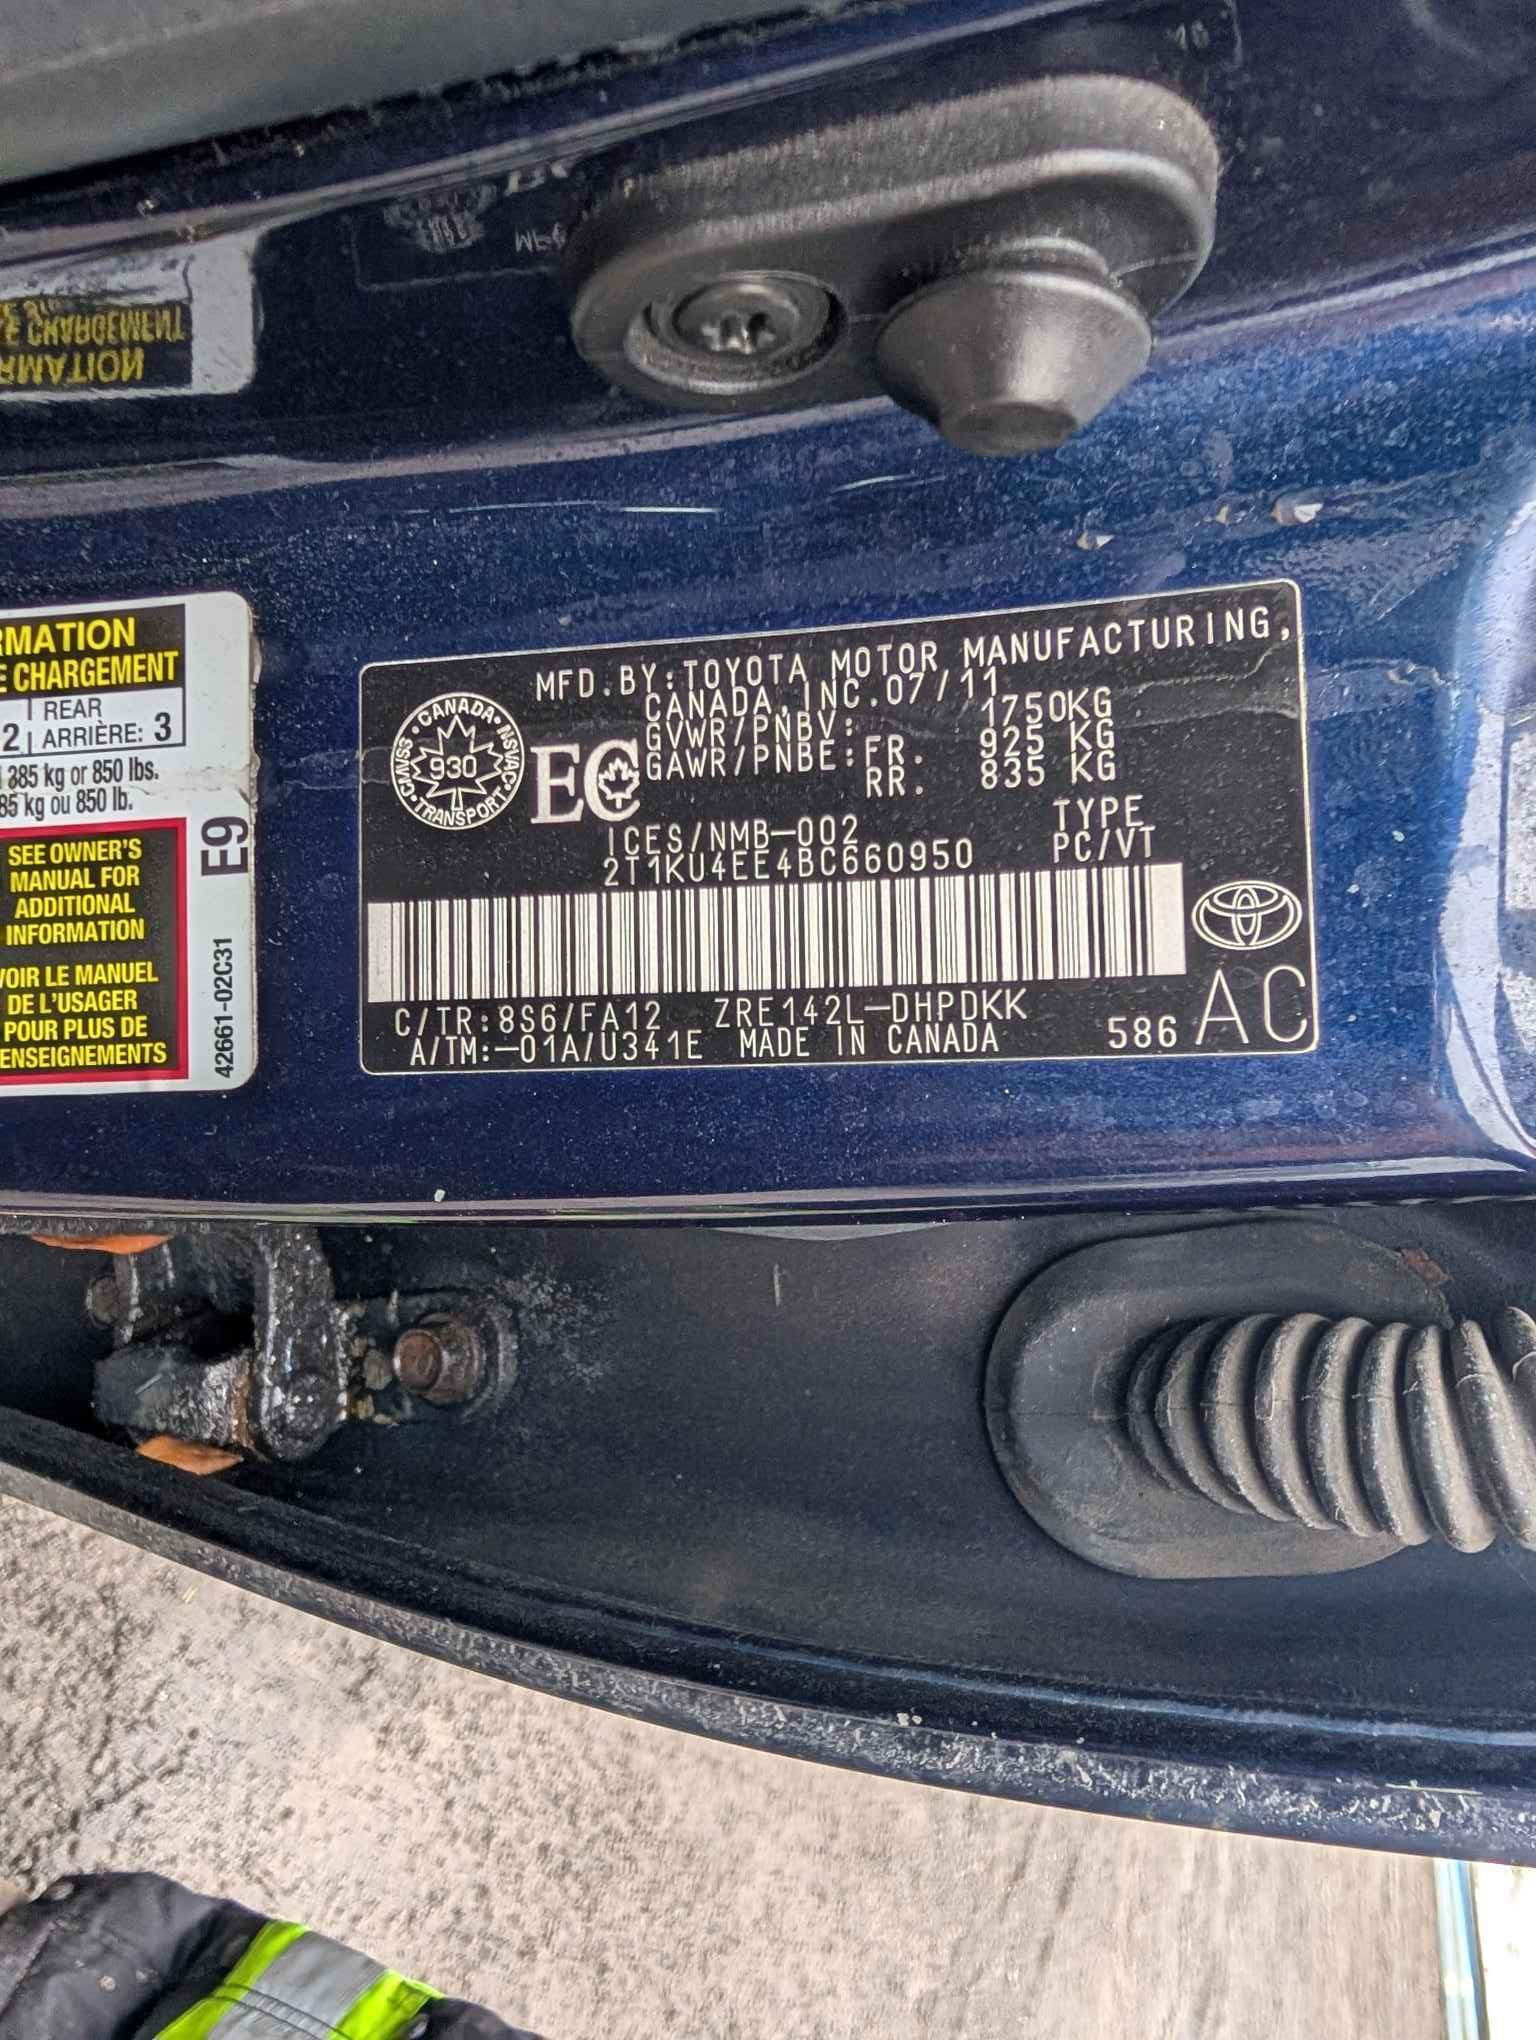 RMATION
E CHARGEMENT
2 REAR
ARRIÈRE: 3
385 kg or 850 lbs.
85 kg ou 850 lb.
SEE OWNER'S
MANUAL FOR
ADDITIONAL
INFORMATION
VOIR LE MANUEL
DE L'USAGER
POUR PLUS DE
RENSEIGNEMENTS
E9
42661-02C31
MFD.BY:TOYOTA MOTOR MANUFACTURING,
CANADA,INC.07/11
GVWR/PNBV: 1750KG
GAWR/PNBE:FR. 925 KG
RR. 835 KG
CANADA
NSVAC
TRANSPORT
CMVSS
930
EC
ICES/NMB-002
2T1KU4EE4BC660950
TYPE
PC/VT
C/TR:8S6/FA12 ZRE142L-DHPDKK
A/TM:-01A/U341E MADE IN CANADA
586 AC